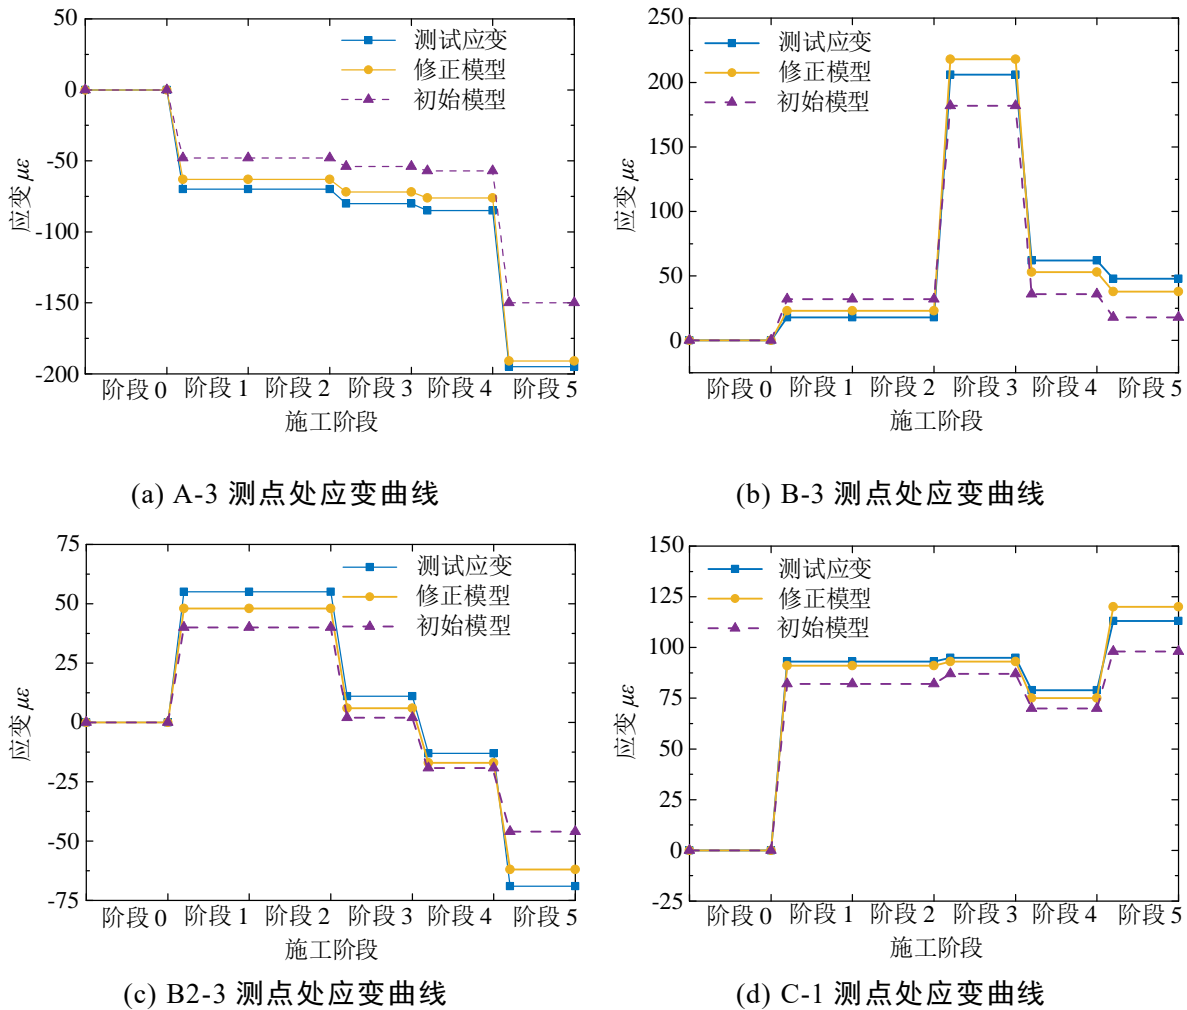 50
0
-50
-100
-150
-200
应变 με
测试应变
修正模型
初始模型
阶段 0 阶段 1 阶段 2 阶段 3 阶段 4 阶段 5
施工阶段
(a) A-3 测点处应变曲线
250
200
150
100
50
0
应变 με
测试应变
修正模型
初始模型
阶段 0 阶段 1 阶段 2 阶段 3 阶段 4 阶段 5
施工阶段
(b) B-3 测点处应变曲线
75
50
25
0
-25
-50
-75
应变 με
测试应变
修正模型
初始模型
阶段 0 阶段 1 阶段 2 阶段 3 阶段 4 阶段 5
施工阶段
(c) B2-3 测点处应变曲线
150
125
100
75
50
25
0
-25
应变 με
测试应变
修正模型
初始模型
阶段 0 阶段 1 阶段 2 阶段 3 阶段 4 阶段 5
施工阶段
(d) C-1 测点处应变曲线